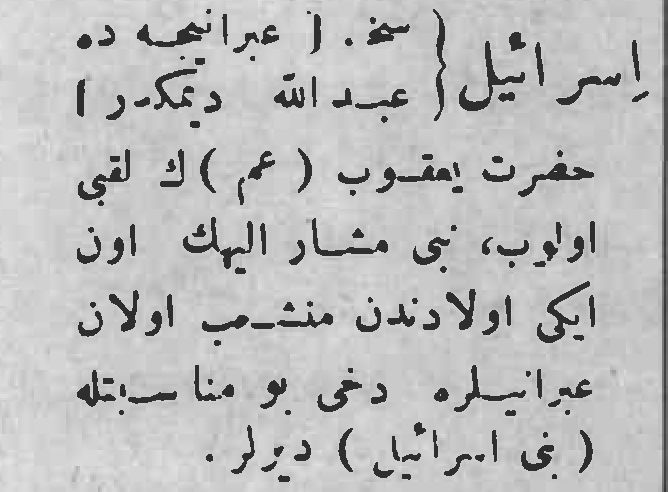 اِسرائیل { سخ. [ عبرانیجه ده
عبدالله دیمکدر ]
حضرت یعقوب ( عم ) ك لقبی
اولوب، نبی مشار الیهك اون
ایکی اولادندن منشعب اولان
عبرانیلره دخی بو مناسبتله
( بنی اسرائیل ) دیرلر .